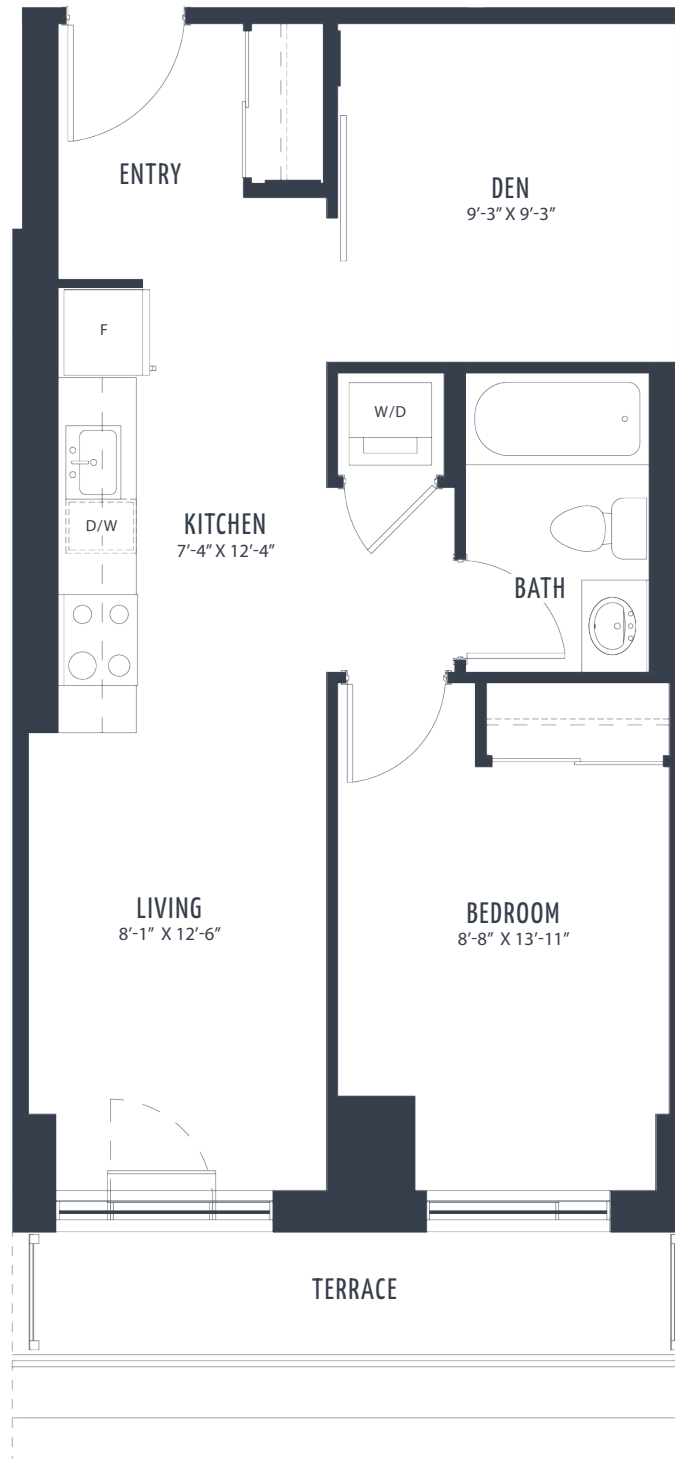 ENTRY
DEN
9’-3” X 9’-3”
F
W/D
D/W
KITCHEN
7’-4” X 12’-4”
BATH
LIVING
8’-1” X 12’-6”
BEDROOM
8’-8” X 13’-11”
TERRACE